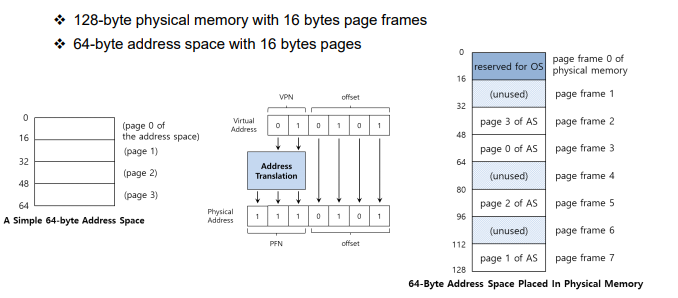 ❖ 128-byte physical memory with 16 bytes page frames
❖ 64-byte address space with 16 bytes pages
0
16
32
48
64
(page 0 of
the address space)
(page 1)
(page 2)
(page 3)
A Simple 64-byte Address Space
VPN
offset
Virtual
Address
0 1 0 1 0 1
Address
Translation
Physical
Address
1 1 1 0 1 0 1
PFN
offset
0
16
32
48
64
80
96
112
128
reserved for OS
page frame 0 of
physical memory
(unused)
page frame 1
page 3 of AS
page frame 2
page 0 of AS
page frame 3
(unused)
page frame 4
page 2 of AS
page frame 5
(unused)
page frame 6
page 1 of AS
page frame 7
64-Byte Address Space Placed In Physical Memory